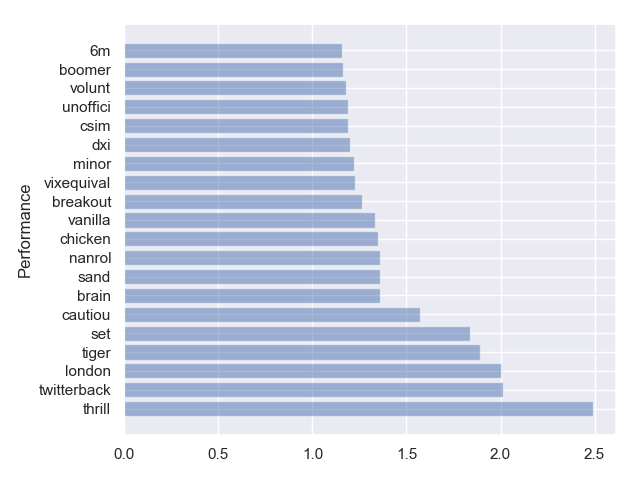 6m
boomer
volunt
unoffici
csim
dxi
minor
vixequival
breakout
vanilla
chicken
nanrol
sand
brain
cautiou
set
tiger
london
twitterback
thrill
Performance
0.0 0.5 1.0 1.5 2.0 2.5